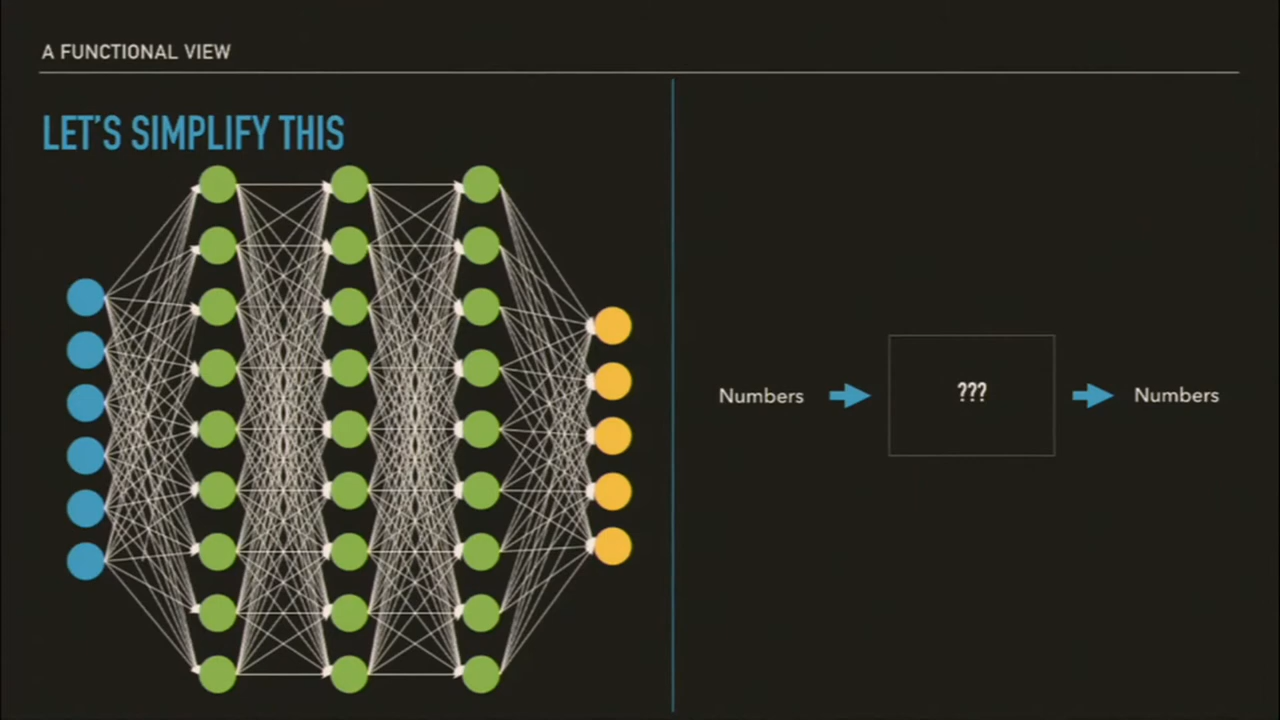 A FUNCTIONAL VIEW
LET'S SIMPLIFY THIS
Numbers
???
Numbers